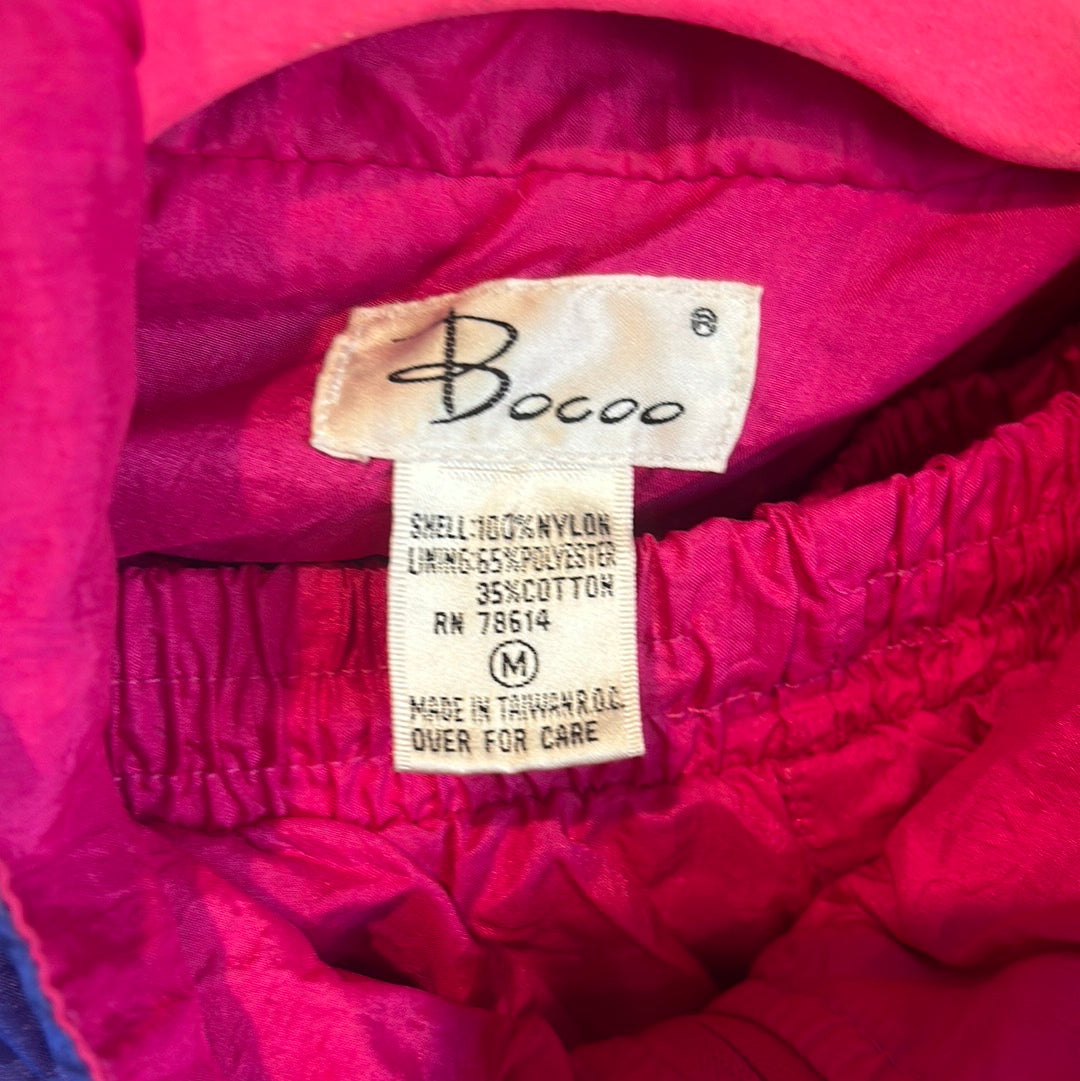 Bocoo ®
SHELL:100%NYLON
LINING:65%POLYESTER
35%COTTON
RN 78614
M
MADE IN TAIWAN R.O.C.
OVER FOR CARE